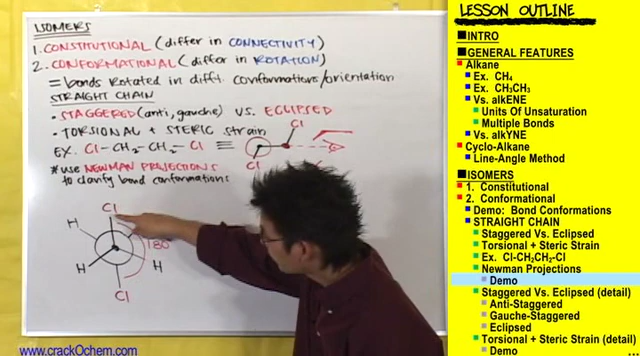 ISOMERS
1. CONSTITUTIONAL (differ in CONNECTIVITY)
2. CONFORMATIONAL (differ in ROTATION)
= bonds Rotated in diff't conformations/orientation
STRAIGHT CHAIN
• STAGGERED (anti, gauche) VS. ECLIPSED
• TORSIONAL + STERIC strain
EX. Cl-CH₂-CH₂-Cl ≡
Cl
Cl
*USE NEWMAN PROJECTIONS
to clarify bond conformations
Cl
H
180°
H
H
Cl
www.crackOchem.com
LESSON OUTLINE
INTRO
GENERAL FEATURES
Alkane
Ex. CH4
Ex. CH3CH3
Vs. alkENE
Units Of Unsaturation
Multiple Bonds
Vs. alkYNE
Cyclo-Alkane
Line-Angle Method
ISOMERS
1. Constitutional
2. Conformational
Demo: Bond Conformations
STRAIGHT CHAIN
Staggered Vs. Eclipsed
Torsional + Steric Strain
Ex. Cl-CH2CH2-Cl
Newman Projections
Demo
Staggered Vs. Eclipsed (detail)
Anti-Staggered
Gauche-Staggered
Eclipsed
Torsional + Steric Strain (detail)
Demo